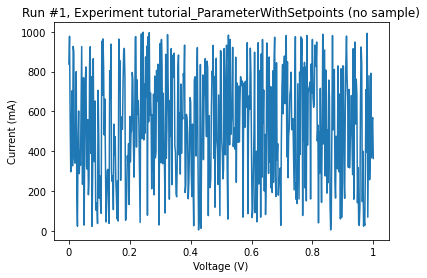 Run #1, Experiment tutorial_ParameterWithSetpoints (no sample)
1000
800
600
400
200
0
Current (mA)
0 0.2 0.4 0.6 0.8 1
Voltage (V)